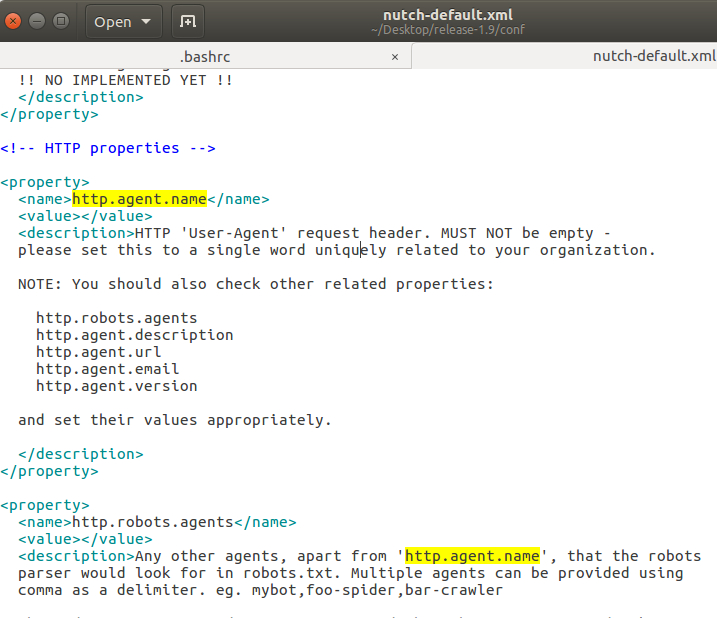 Open
nutch-default.xml
~/Desktop/release-1.9/conf
.bashrc × nutch-default.xml
!! NO IMPLEMENTED YET !!
</description>
</property>
<!-- HTTP properties -->
<property>
<name>http.agent.name</name>
<value></value>
<description>HTTP 'User-Agent' request header. MUST NOT be empty -
please set this to a single word uniquely related to your organization.
NOTE: You should also check other related properties:
http.robots.agents
http.agent.description
http.agent.url
http.agent.email
http.agent.version
and set their values appropriately.
</description>
</property>
<property>
<name>http.robots.agents</name>
<value></value>
<description>Any other agents, apart from 'http.agent.name', that the robots
parser would look for in robots.txt. Multiple agents can be provided using
comma as a delimiter. eg. mybot,foo-spider,bar-crawler